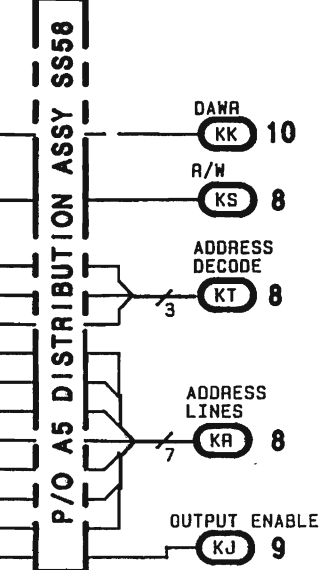 P/O A5 DISTRIBUTION ASSY SS58
DAWR
KK 10
R/W
KS 8
ADDRESS
DECODE
KT 8
3
ADDRESS
LINES
KR 8
7
OUTPUT ENABLE
KJ 9